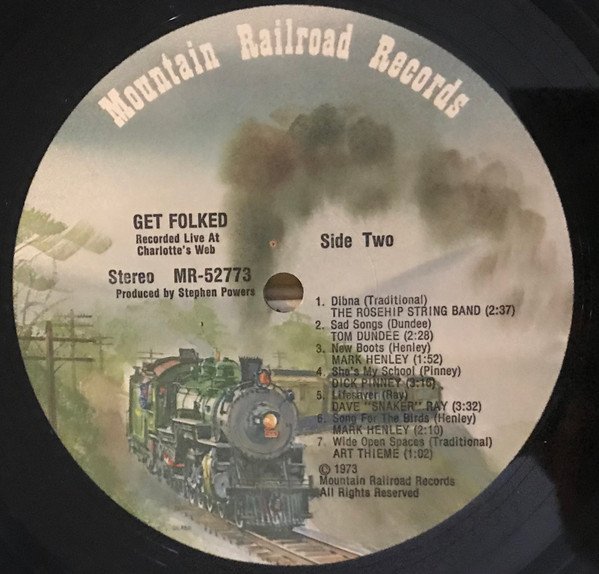 Mountain Railroad Records
GET FOLKED
Recorded Live At
Charlotte's Web
Stereo MR-52773
Produced by Stephen Powers
Side Two
1. Dibna (Traditional)
THE ROSEHIP STRING BAND (2:37)
2. Sad Songs (Dundee)
TOM DUNDEE (2:28)
3. New Boots (Henley)
MARK HENLEY (1:52)
4. She's My School (Pinney)
DICK PINNEY (3:16)
5. Lifesaver (Ray)
DAVE "SNAKER" RAY (3:32)
6. Song For The Birds (Henley)
MARK HENLEY (2:10)
7. Wide Open Spaces (Traditional)
ART THIEME (1:02)
© 1973
Mountain Railroad Records
All Rights Reserved